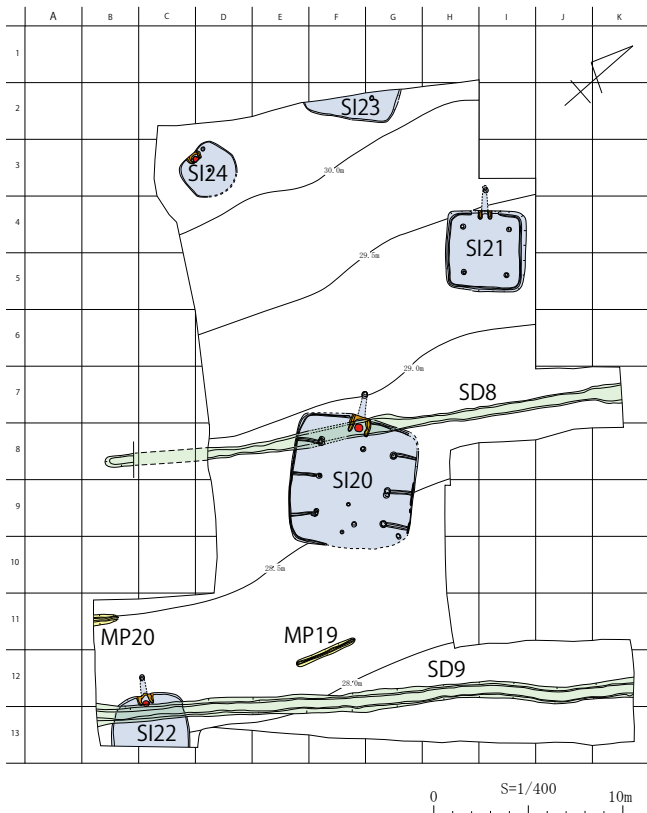 A B C D E F G H I J K
1
2
SI23
3
SI24
30.0m
4
SI21
29.5m
5
6
29.0m
7
SD8
8
SI20
9
10
28.5m
11
MP20
MP19
12
SD9
28.0m
13
SI22
S=1/400
0 10m